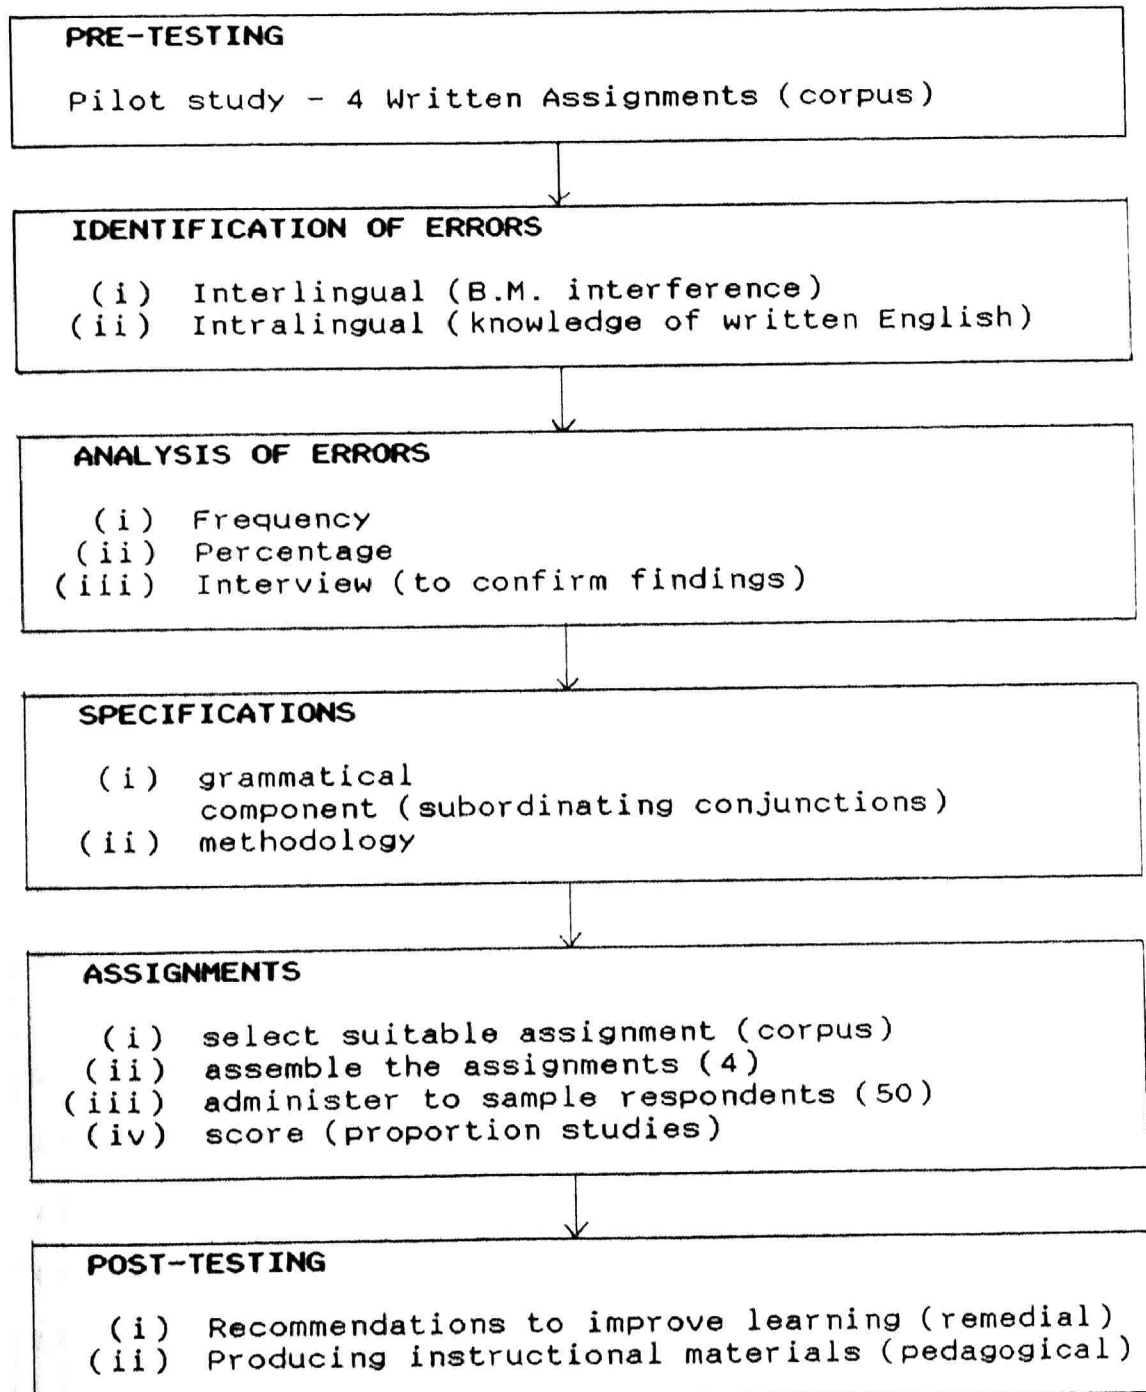 PRE-TESTING
Pilot study - 4 Written Assignments (corpus)
IDENTIFICATION OF ERRORS
(i) Interlingual (B.M. interference)
(ii) Intralingual (knowledge of written English)
ANALYSIS OF ERRORS
(i) Frequency
(ii) Percentage
(iii) Interview (to confirm findings)
SPECIFICATIONS
(i) grammatical
component (subordinating conjunctions)
(ii) methodology
ASSIGNMENTS
(i) select suitable assignment (corpus)
(ii) assemble the assignments (4)
(iii) administer to sample respondents (50)
(iv) score (proportion studies)
POST-TESTING
(i) Recommendations to improve learning (remedial)
(ii) Producing instructional materials (pedagogical)